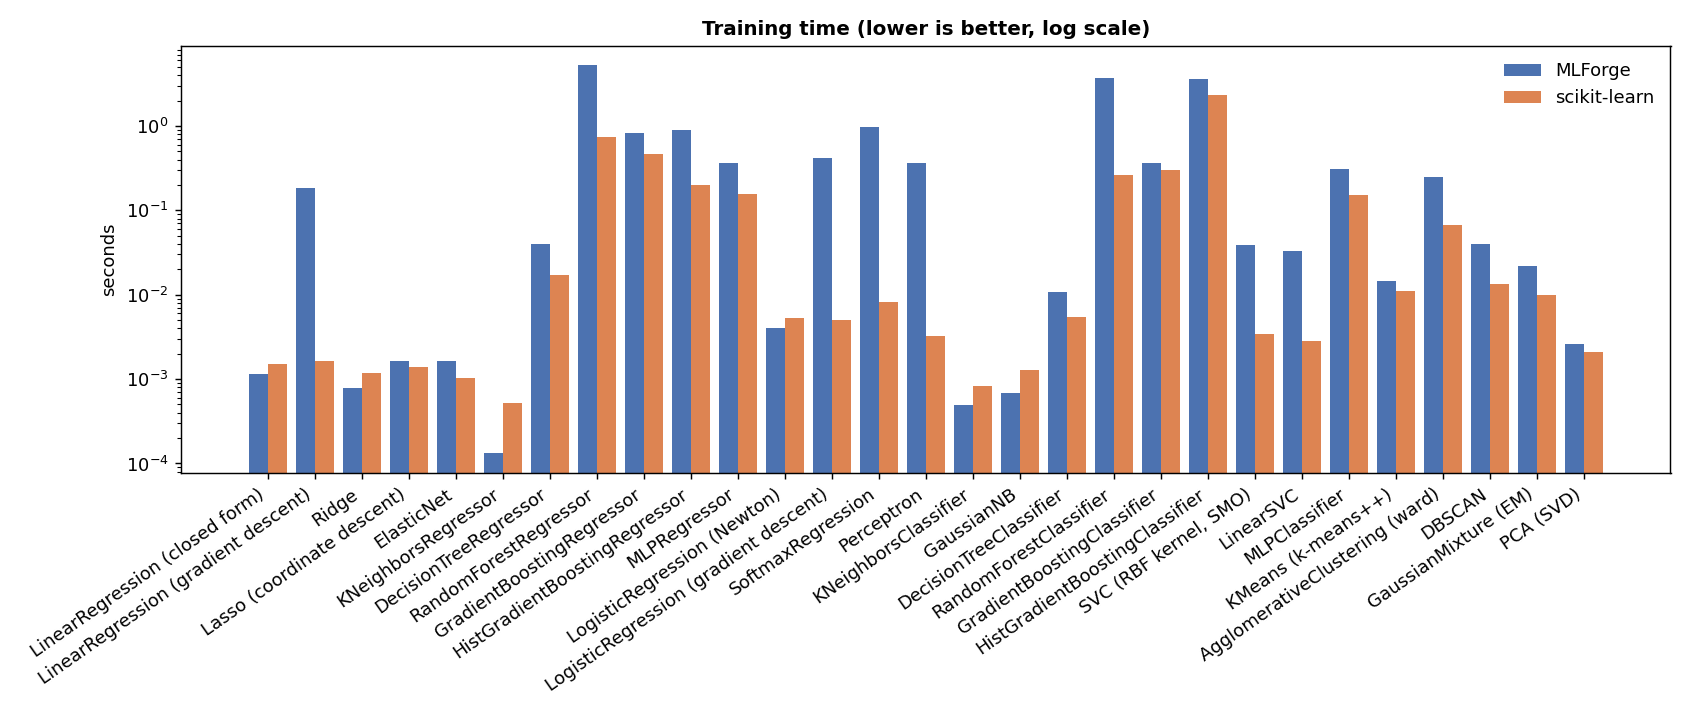 Training time (lower is better, log scale)
MLForge
scikit-learn
seconds
10⁰
10⁻¹
10⁻²
10⁻³
10⁻⁴
LinearRegression (closed form)
LinearRegression (gradient descent)
Ridge
Lasso (coordinate descent)
ElasticNet
KNeighborsRegressor
DecisionTreeRegressor
RandomForestRegressor
GradientBoostingRegressor
HistGradientBoostingRegressor
MLPRegressor
LogisticRegression (Newton)
LogisticRegression (gradient descent)
SoftmaxRegression
Perceptron
KNeighborsClassifier
GaussianNB
DecisionTreeClassifier
RandomForestClassifier
GradientBoostingClassifier
HistGradientBoostingClassifier
SVC (RBF kernel, SMO)
LinearSVC
MLPClassifier
KMeans (k-means++)
AgglomerativeClustering (ward)
DBSCAN
GaussianMixture (EM)
PCA (SVD)